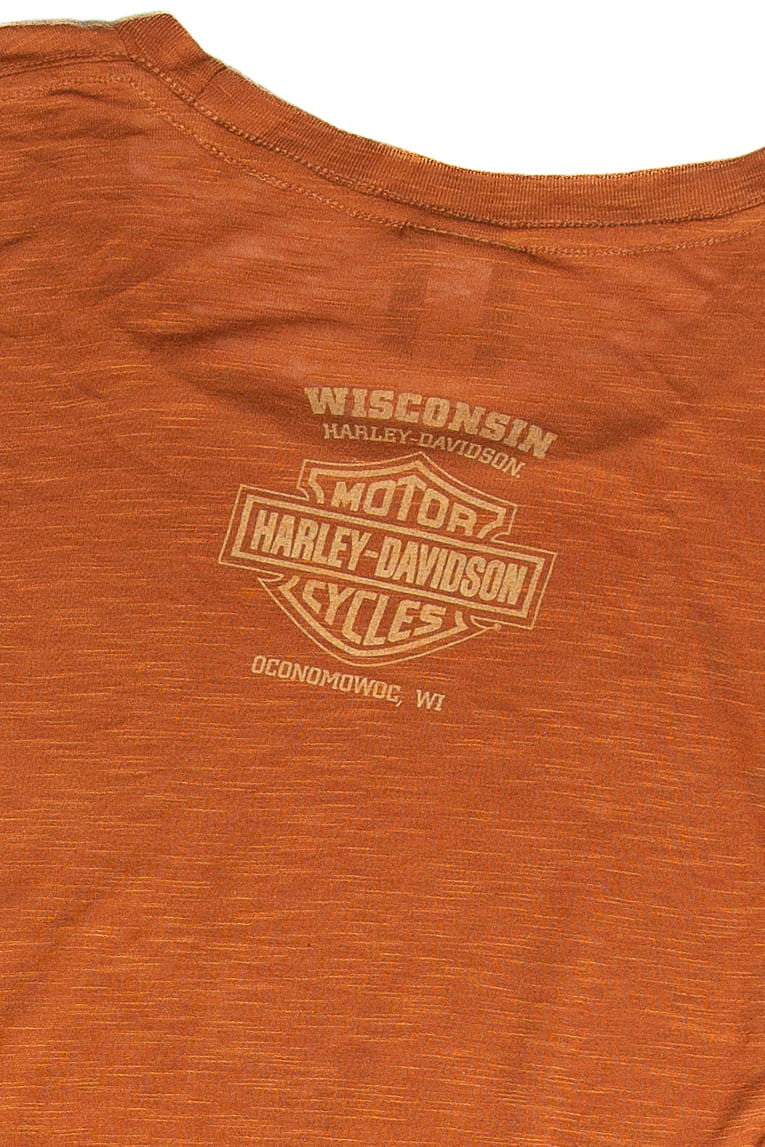 WISCONSIN
HARLEY-DAVIDSON.
MOTOR
HARLEY-DAVIDSON
CYCLES
OCONOMOWOC, WI